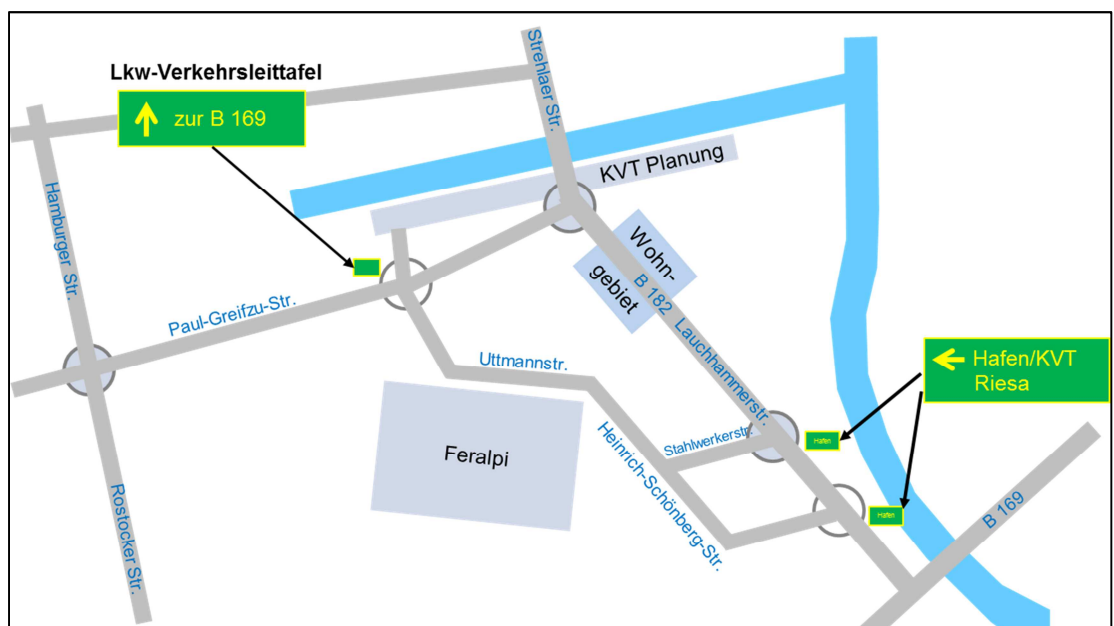 Lkw-Verkehrsleittafel
zur B 169
Strehlaer Str.
KVT Planung
Hamburger Str.
Wohn-
gebiet
B 182 Lauchhammerstr.
Paul-Greifzu-Str.
Uttmannstr.
Hafen/KVT
Riesa
Feralpi
Stahlwerkerstr.
Hafen
Heinrich-Schönberg-Str.
Hafen
Rostocker Str.
B 169